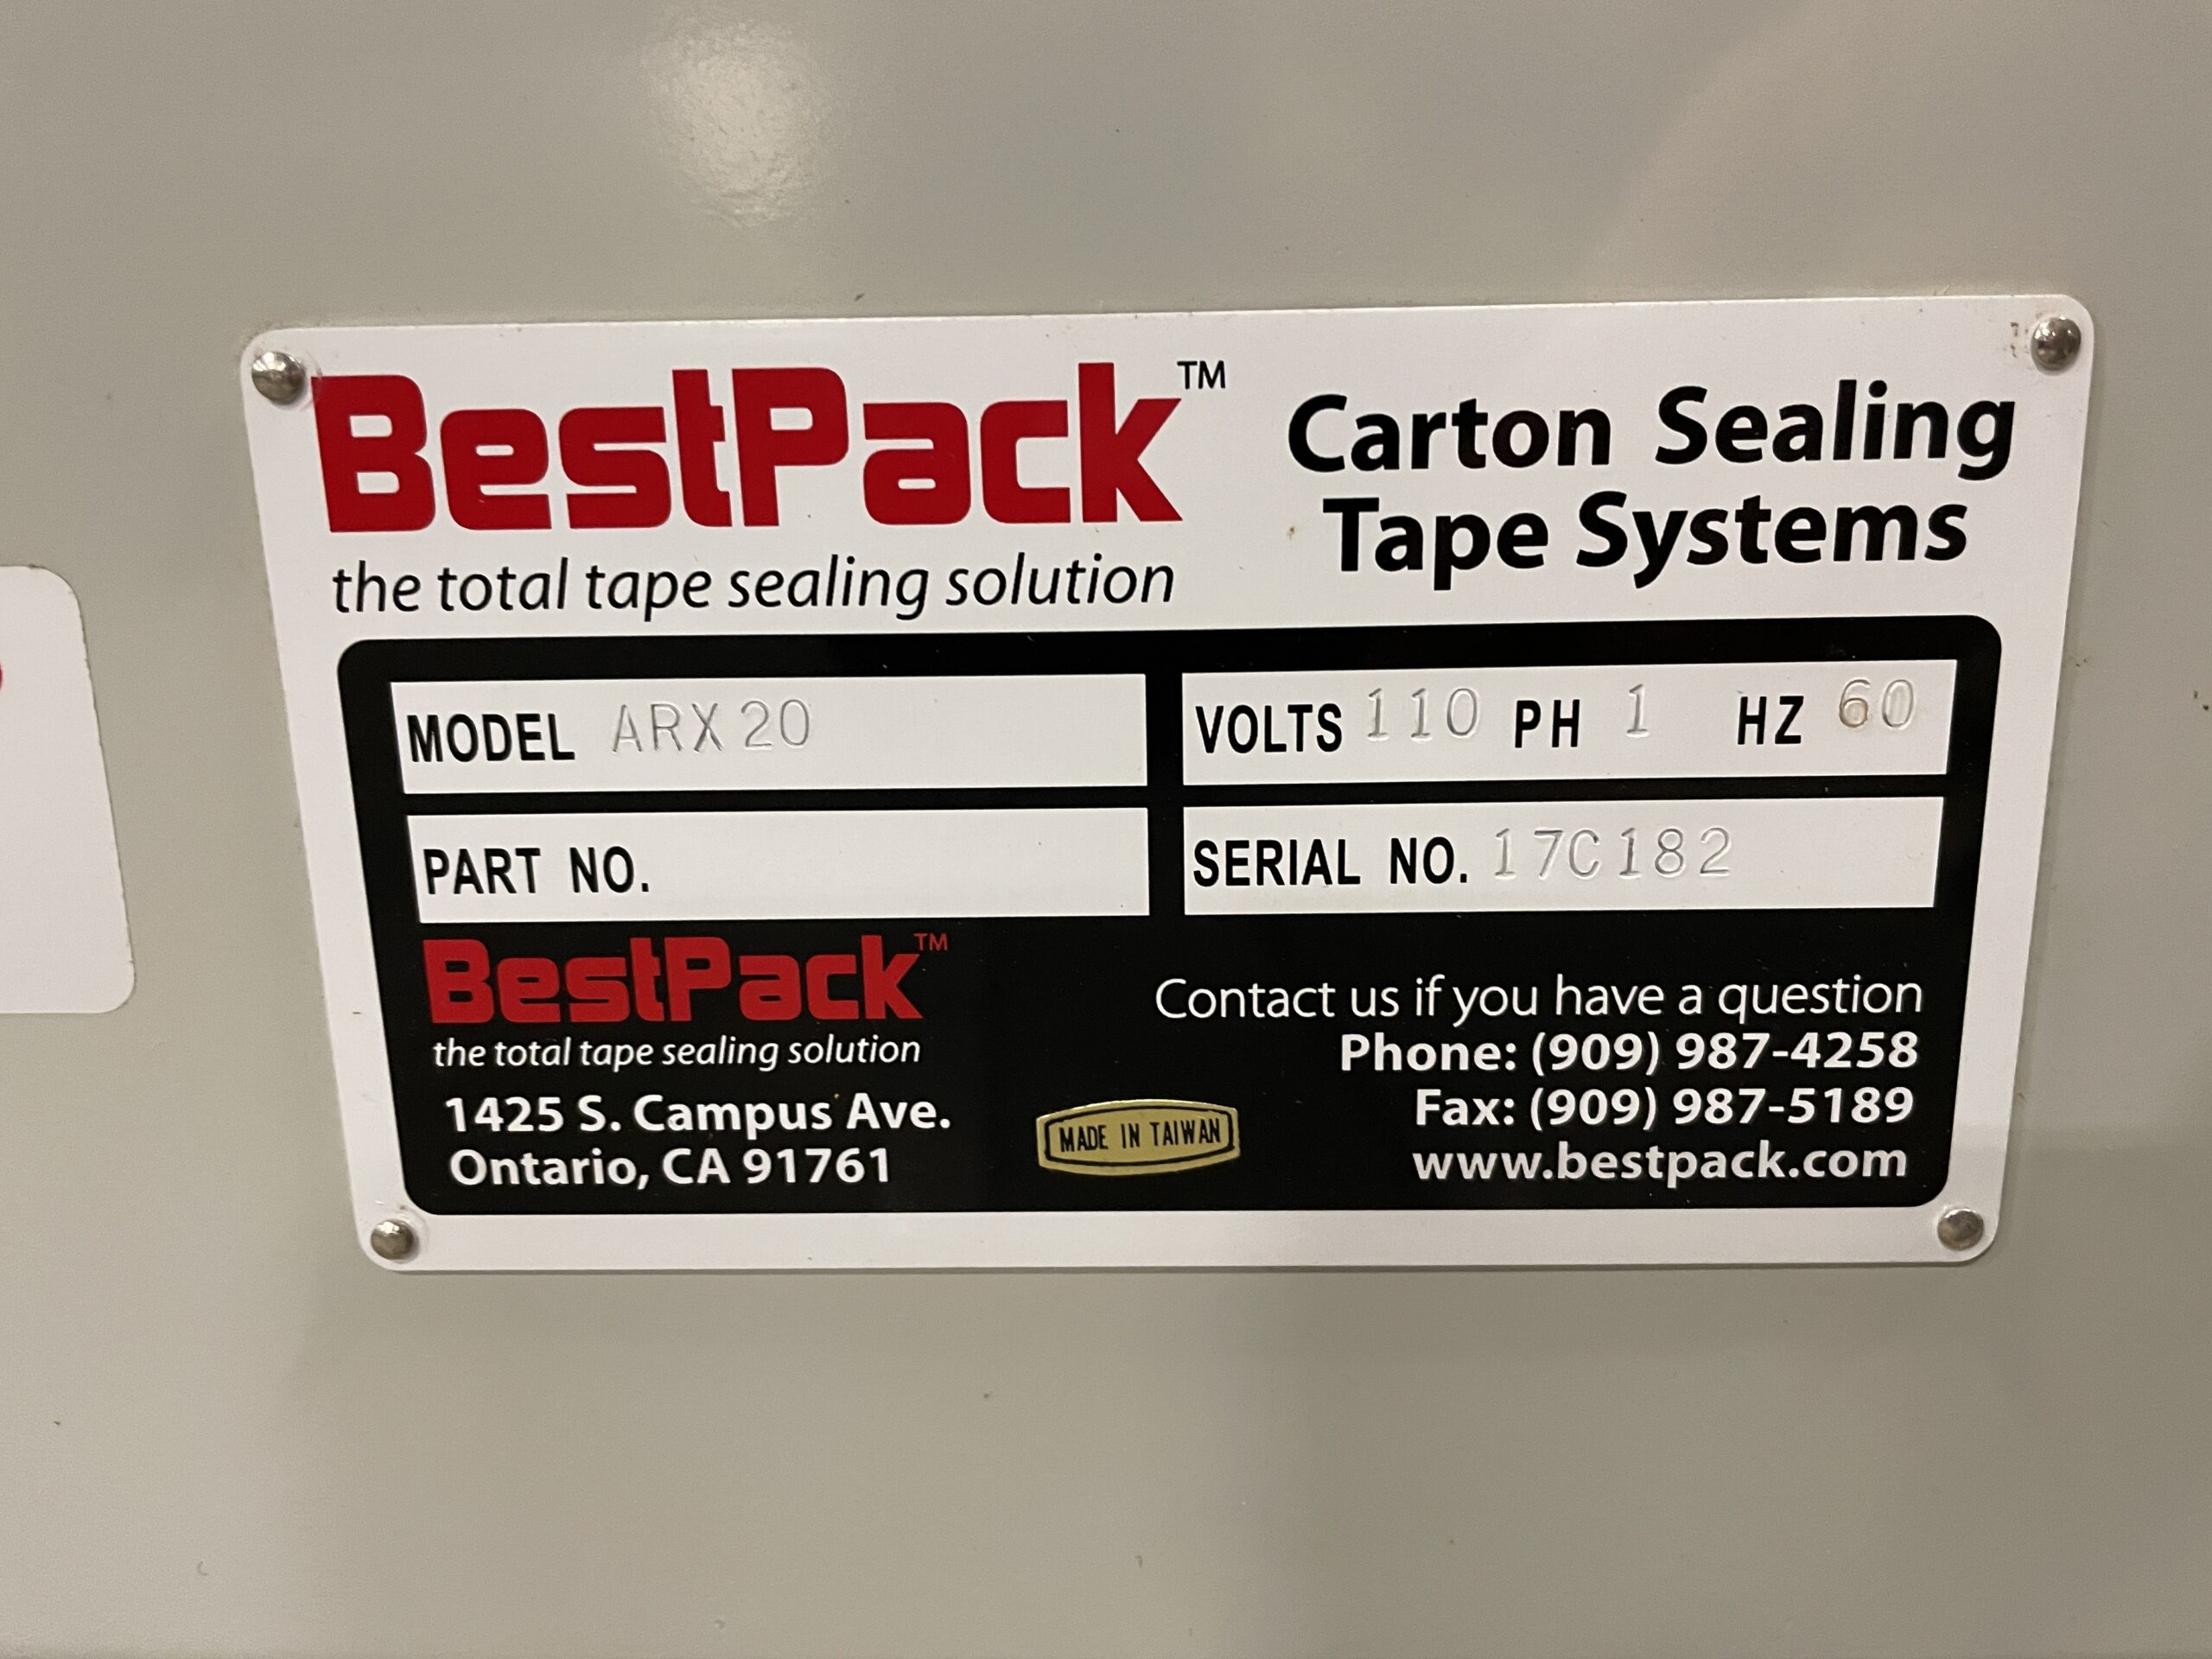 BestPack™
the total tape sealing solution
Carton Sealing
Tape Systems
MODEL ARX20
VOLTS 110 PH 1 HZ 60
PART NO.
SERIAL NO. 17C182
BestPack™
the total tape sealing solution
1425 S. Campus Ave.
Ontario, CA 91761
MADE IN TAIWAN
Contact us if you have a question
Phone: (909) 987-4258
Fax: (909) 987-5189
www.bestpack.com